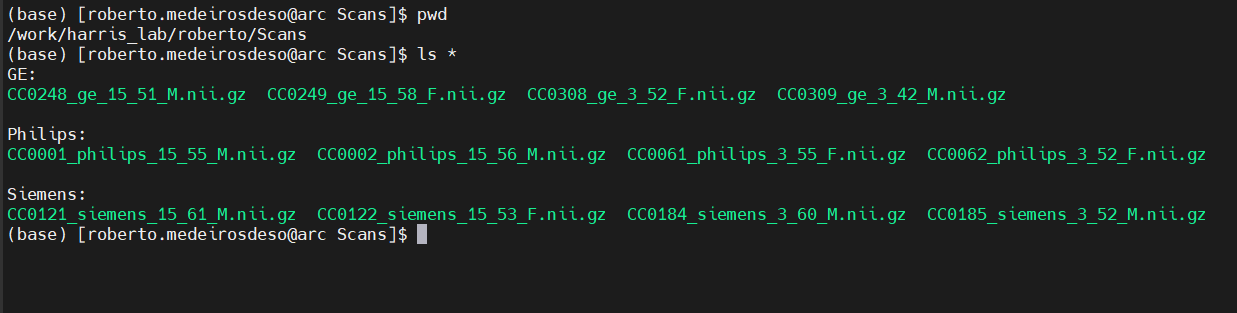 (base) [roberto.medeirosdeso@arc Scans]$ pwd
/work/harris_lab/roberto/Scans
(base) [roberto.medeirosdeso@arc Scans]$ ls *
GE:
CC0248_ge_15_51_M.nii.gz  CC0249_ge_15_58_F.nii.gz  CC0308_ge_3_52_F.nii.gz  CC0309_ge_3_42_M.nii.gz
Philips:
CC0001_philips_15_55_M.nii.gz  CC0002_philips_15_56_M.nii.gz  CC0061_philips_3_55_F.nii.gz  CC0062_philips_3_52_F.nii.gz
Siemens:
CC0121_siemens_15_61_M.nii.gz  CC0122_siemens_15_53_F.nii.gz  CC0184_siemens_3_60_M.nii.gz  CC0185_siemens_3_52_M.nii.gz
(base) [roberto.medeirosdeso@arc Scans]$